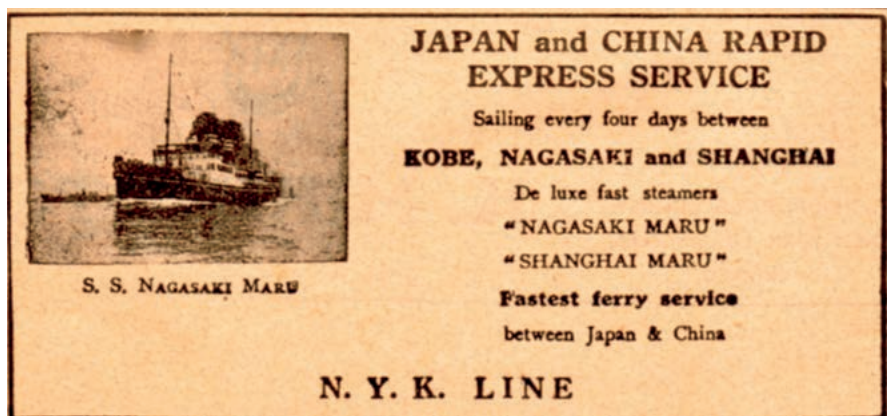 JAPAN and CHINA RAPID
EXPRESS SERVICE
Sailing every four days between
KOBE, NAGASAKI and SHANGHAI
De luxe fast steamers
"NAGASAKI MARU"
"SHANGHAI MARU"
Fastest ferry service
between Japan & China
S. S. NAGASAKI MARU
N. Y. K. LINE